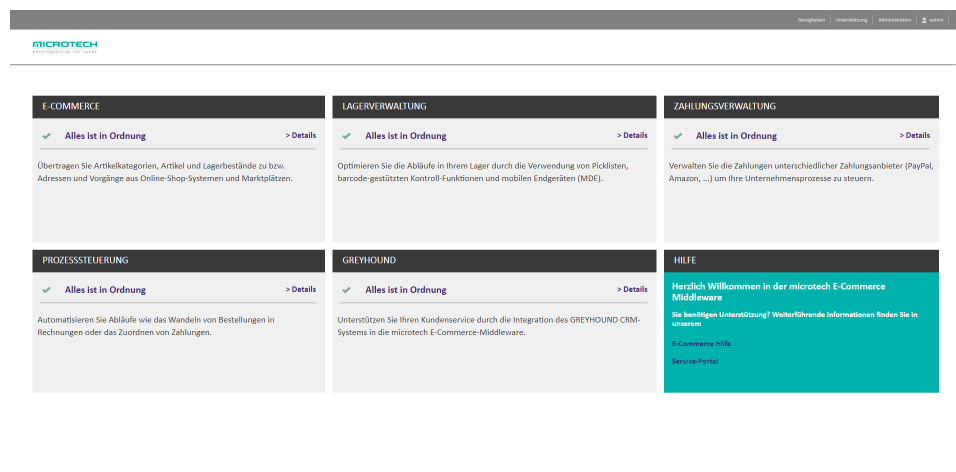 Neuigkeiten Unterstützung Administration admin
MICROTECH
KAUFMÄNNISCHE SOFTWARE
E-COMMERCE
Alles ist in Ordnung > Details
Übertragen Sie Artikelkategorien, Artikel und Lagerbestände zu bzw.
Adressen und Vorgänge aus Online-Shop-Systemen und Marktplätzen.
LAGERVERWALTUNG
Alles ist in Ordnung > Details
Optimieren Sie die Abläufe in Ihrem Lager durch die Verwendung von Picklisten,
barcode-gestützten Kontroll-Funktionen und mobilen Endgeräten (MDE).
ZAHLUNGSVERWALTUNG
Alles ist in Ordnung > Details
Verwalten Sie die Zahlungen unterschiedlicher Zahlungsanbieter (PayPal,
Amazon, ...) um Ihre Unternehmensprozesse zu steuern.
PROZESSSTEUERUNG
Alles ist in Ordnung > Details
Automatisieren Sie Abläufe wie das Wandeln von Bestellungen in
Rechnungen oder das Zuordnen von Zahlungen.
GREYHOUND
Alles ist in Ordnung > Details
Unterstützen Sie Ihren Kundenservice durch die Integration des GREYHOUND CRM-
Systems in die microtech E-Commerce-Middleware.
HILFE
Herzlich Willkommen in der microtech E-Commerce
Middleware
Sie benötigen Unterstützung? Weiterführende Informationen finden Sie in
unserem
E-Commerce Hilfe
Service-Portal